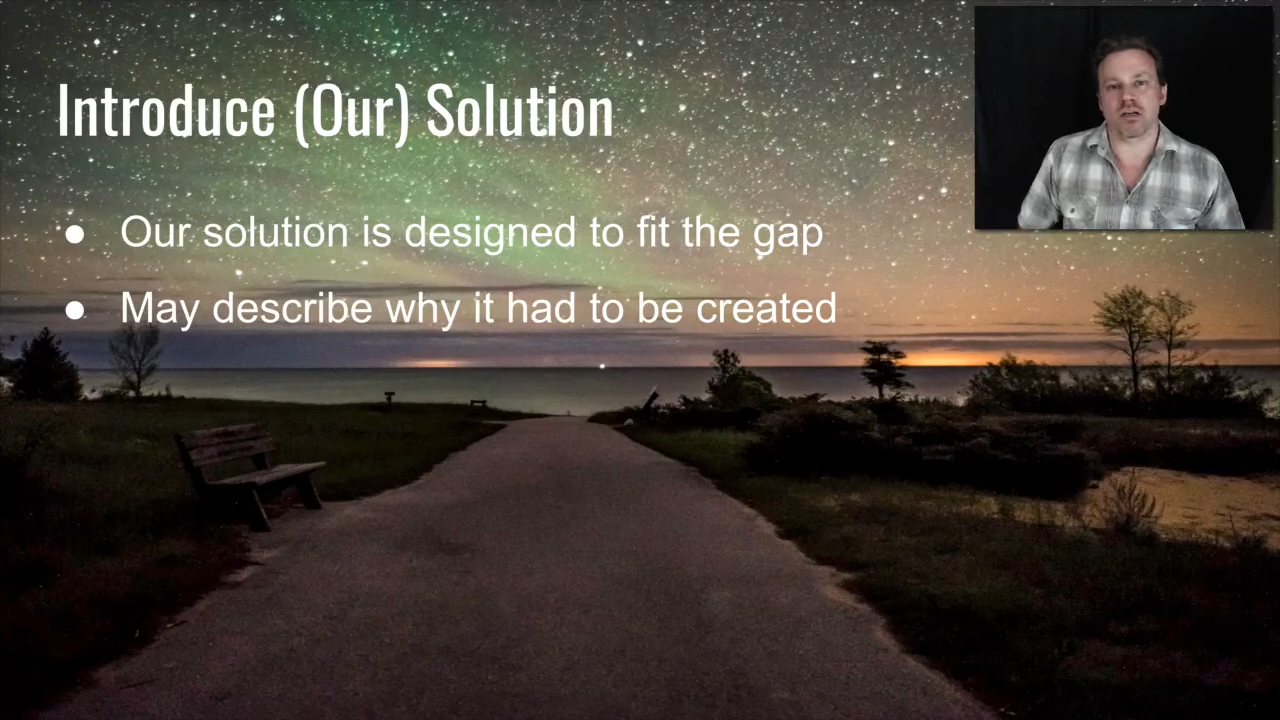 Introduce (Our) Solution
● Our solution is designed to fit the gap
● May describe why it had to be created